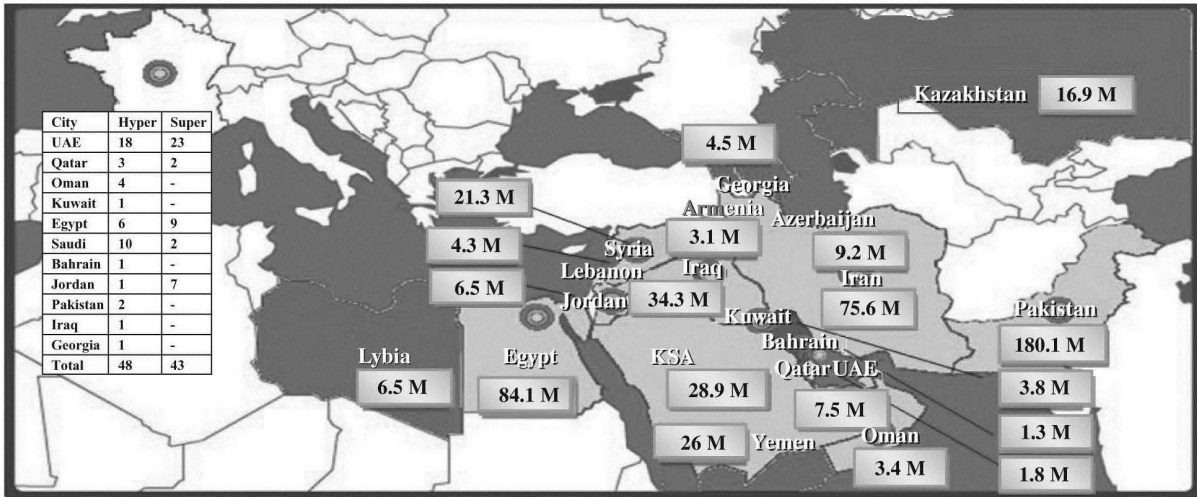 City Hyper Super
UAE 18 23
Qatar 3 2
Oman 4 -
Kuwait 1 -
Egypt 6 9
Saudi 10 2
Bahrain 1 -
Jordan 1 7
Pakistan 2 -
Iraq 1 -
Georgia 1 -
Total 48 43
Kazakhstan 16.9 M
4.5 M
Georgia
Armenia
3.1 M
Azerbaijan
9.2 M
21.3 M
Syria
4.3 M
Lebanon
6.5 M
Jordan
Iraq
34.3 M
Iran
75.6 M
Kuwait
Pakistan
180.1 M
Bahrain
Lybia
6.5 M
Egypt
84.1 M
KSA
28.9 M
Qatar UAE
7.5 M
3.8 M
1.3 M
1.8 M
26 M Yemen
Oman
3.4 M